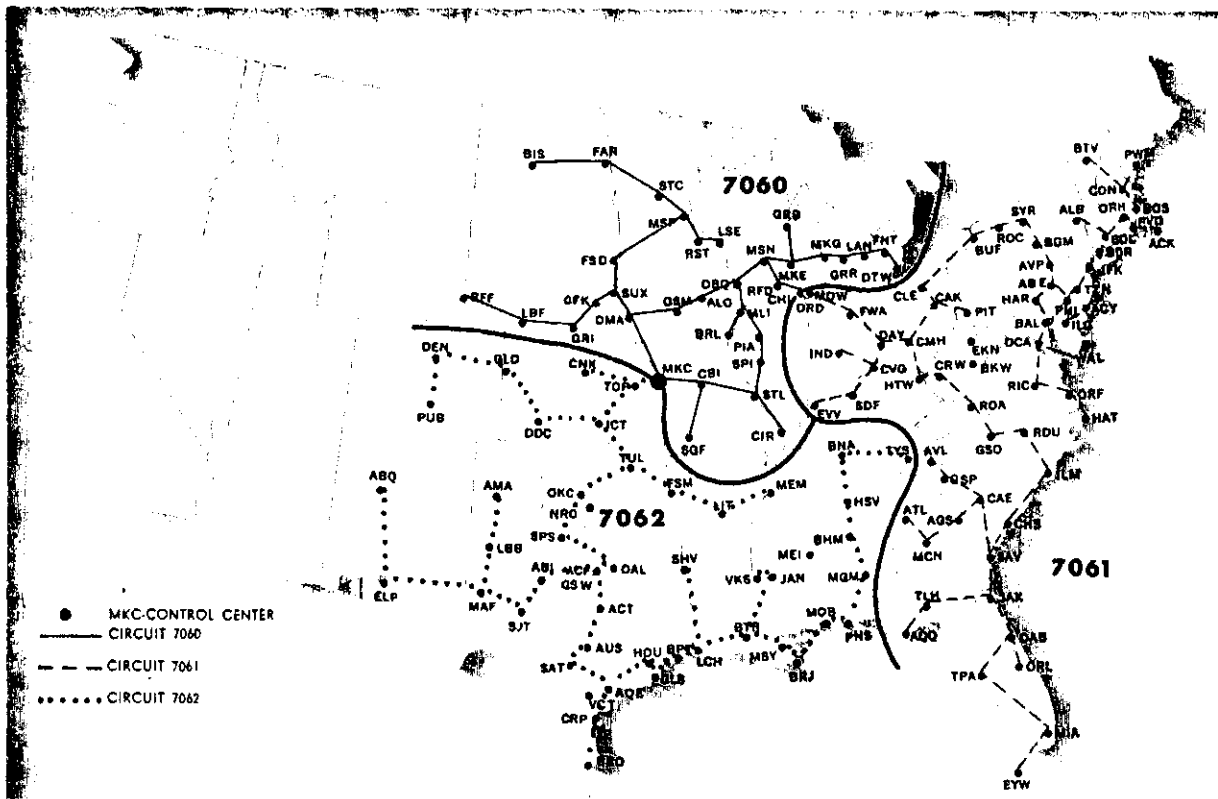 BTV
PWM
BIS
FAR
7060
STC
GRB
CON
ORH
BOS
PVD
ACK
ALB
SYR
ROC
BUF
BGM
BDL
BDR
MSP
RST
LSE
MSN
MKG
LAN
FNT
MKE
GRR
DTW
FSD
AVP
JFK
ABE
HAR
SUX
DBQ
RFD
CHI
MDW
ORD
CLE
CAK
PIT
PHL
ACY
ILG
BFF
LBF
GRI
OMA
ALO
MLI
BRL
PIA
SPI
FWA
DAY
CMH
BAL
DCA
IND
CVG
EKN
BKW
CRW
HTW
RIC
ORF
HAT
DEN
PUB
CNK
TOP
MKC
CBI
STL
CIR
SGF
EVV
SDF
ROA
GSO
RDU
DDC
JCT
TUL
BNA
TYS
AVL
GSP
ILM
ABQ
AMA
OKC
NRO
FSM
LIT
MEM
HSV
CAE
ATL
AGS
CHS
MCN
7062
SPS
LBB
DAL
SHV
MEI
BHM
SAV
7061
ELP
MAF
ABI
ACF
GSW
VKS
JAN
MGM
SJT
ACT
TLH
JAX
AQQ
DAB
ORL
AUS
SAT
HOU
BPT
GLS
LCH
BTR
MSY
BRJ
MOB
PNS
TPA
VCT
CRP
MIA
EYW
MKC-CONTROL CENTER
CIRCUIT 7060
CIRCUIT 7061
CIRCUIT 7062